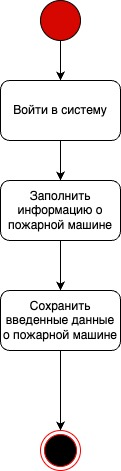 Войти в систему
Заполнить
информацию о
пожарной машине
Сохранить
введенные данные
о пожарной машине